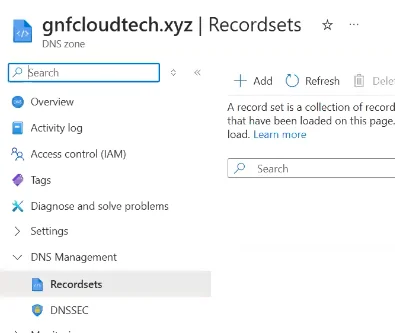 gnfcloudtech.xyz | Recordsets
DNS zone
Search
Add Refresh Dele
Overview
A record set is a collection of record
that have been loaded on this page.
load. Learn more
Activity log
Access control (IAM)
Search
Tags
Diagnose and solve problems
Settings
DNS Management
Recordsets
DNSSEC